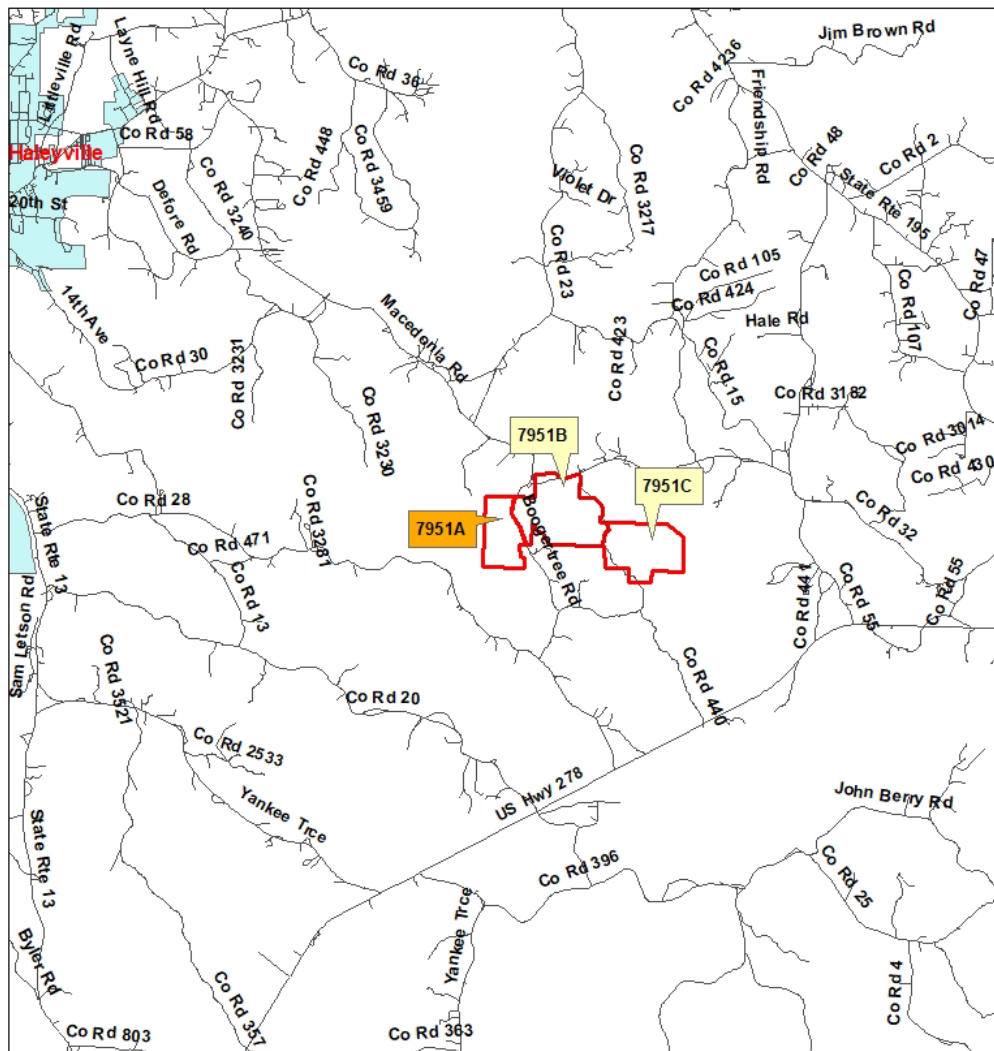 Jim Brown Rd
Littleville Rd
Layne Hill Rd
Co Rd 36
Co Rd 4236
Friendship Rd
Co Rd 58
Co Rd 448
Co Rd 3459
Co Rd 48
Co Rd 2
Haleyville
Violet Dr
Co Rd 3217
State Rte 195
20th St
Defore Rd
Co Rd 3240
Co Rd 23
Co Rd 105
Co Rd 424
Co Rd 47
14th Ave
Macedonia Rd
Hale Rd
Co Rd 107
Co Rd 30
Co Rd 3231
Co Rd 423
Co Rd 15
Co Rd 3182
Co Rd 3230
7951B
Co Rd 3014
Co Rd 430
7951C
Co Rd 28
State Rte 13
Co Rd 3281
7951A
Boogertree Rd
Co Rd 32
Co Rd 471
Co Rd 13
Co Rd 441
Co Rd 55
Co Rd 55
Sam Letson Rd
Co Rd 3521
Co Rd 20
Co Rd 440
Co Rd 2533
Yankee Trce
US Hwy 278
John Berry Rd
State Rte 13
Co Rd 396
Co Rd 25
Yankee Trce
Byler Rd
Co Rd 357
Co Rd 4
Co Rd 803
Co Rd 363